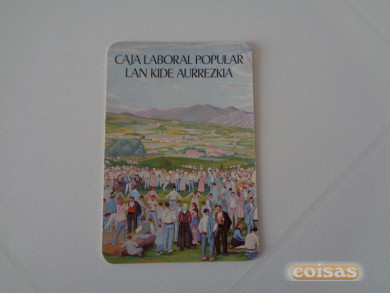 CAJA LABORAL POPULAR
LAN KIDE AURREZKIA
coisas